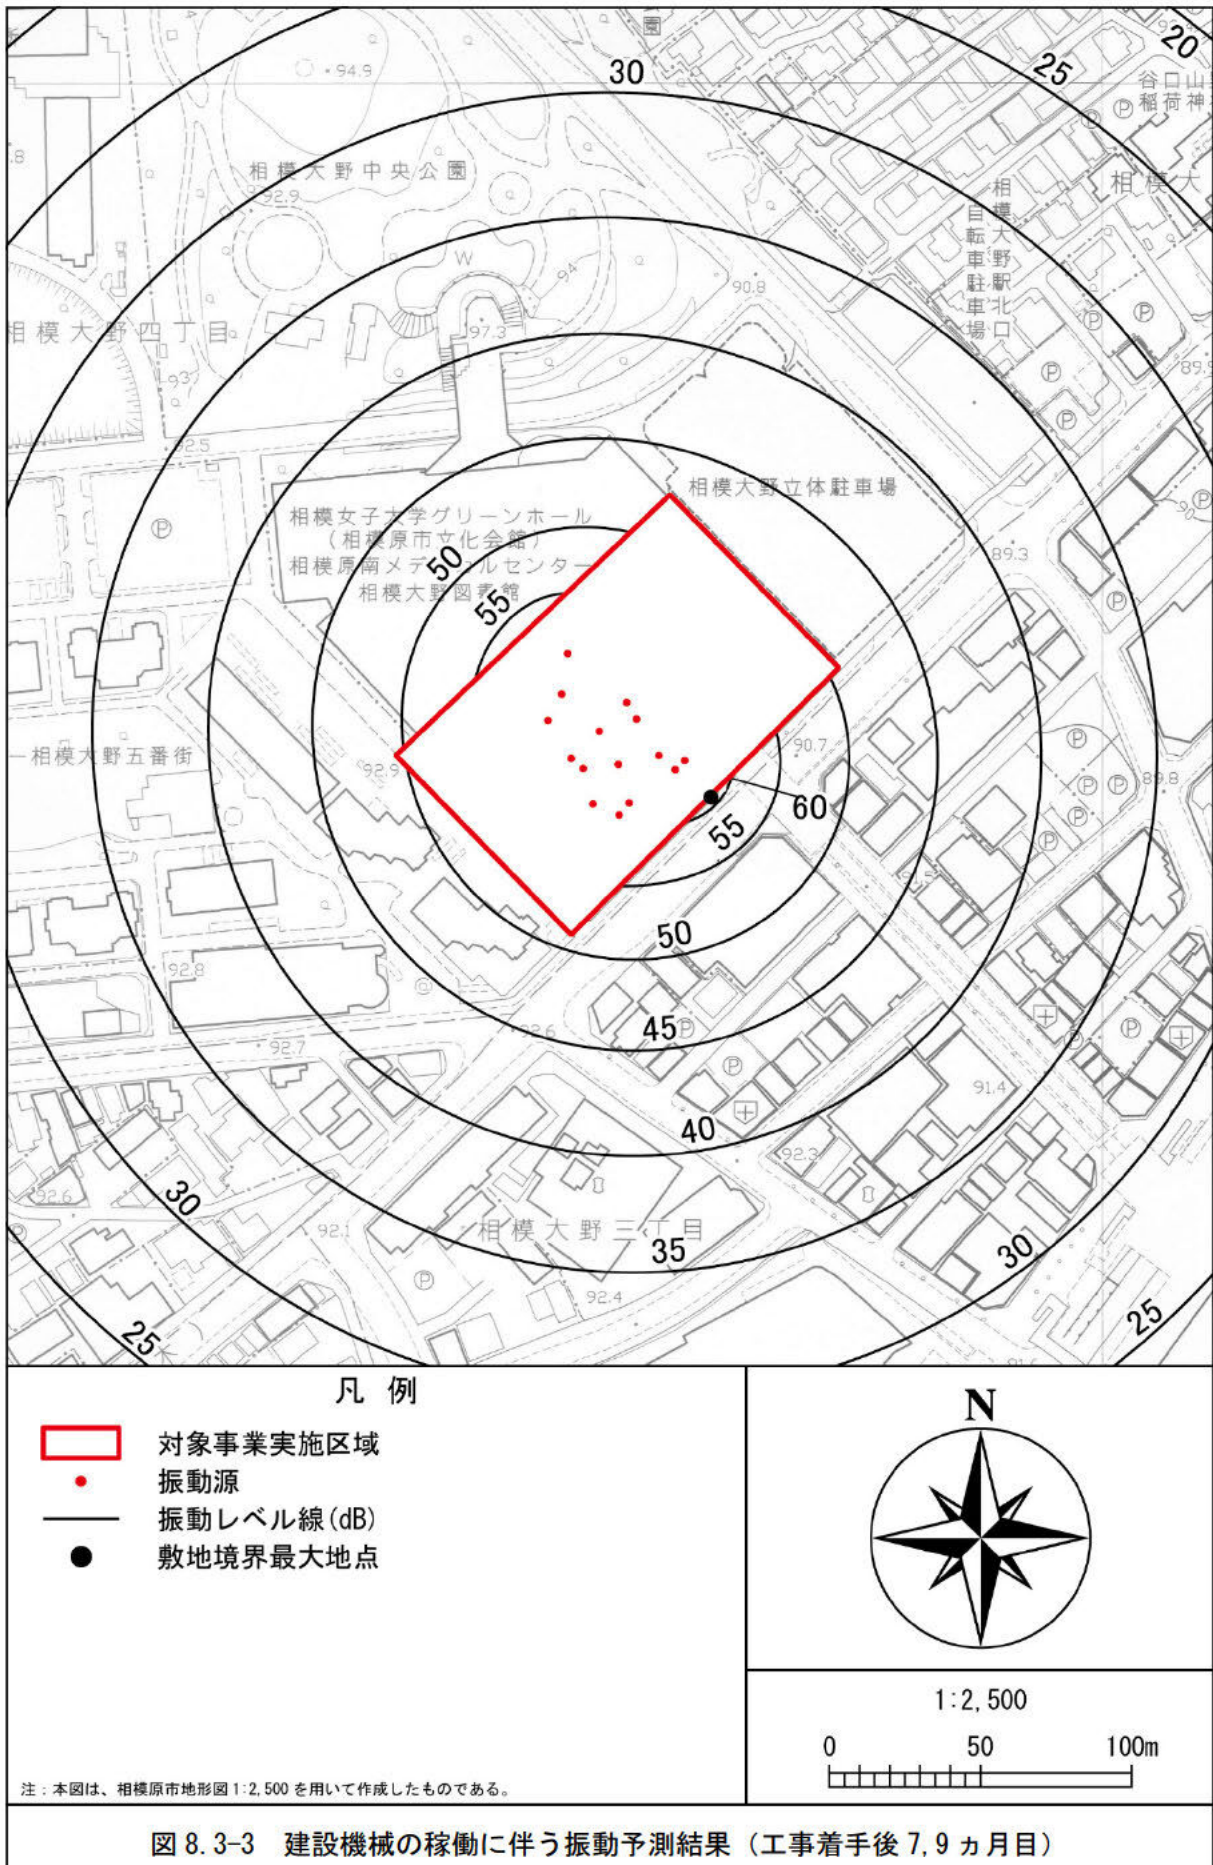 20
25
30
谷口山
稲荷神
94.9
相模大野中央公園
92.9
相模大
相模大野駅北口
自転車駐車場
W
94
97.3
90.8
相模大野四丁目
93
92.5
89.9
相模大野立体駐車場
相模女子大学グリーンホール
(相模原市文化会館)
相模原南メディカルセンター
相模大野図書館
50
55
89.3
90
相模大野五番街
92.9
90.7
89.8
60
55
91.5
50
92.8
45
92.6
92.7
91.4
40
92.3
30
92.6
92.1
相模大野三丁目
35
30
92.4
25
25
凡 例
対象事業実施区域
振動源
振動レベル線(dB)
敷地境界最大地点
N
1:2,500
0 50 100m
注:本図は、相模原市地形図1:2,500を用いて作成したものである。
図 8.3-3 建設機械の稼働に伴う振動予測結果(工事着手後 7,9 ヵ月目)